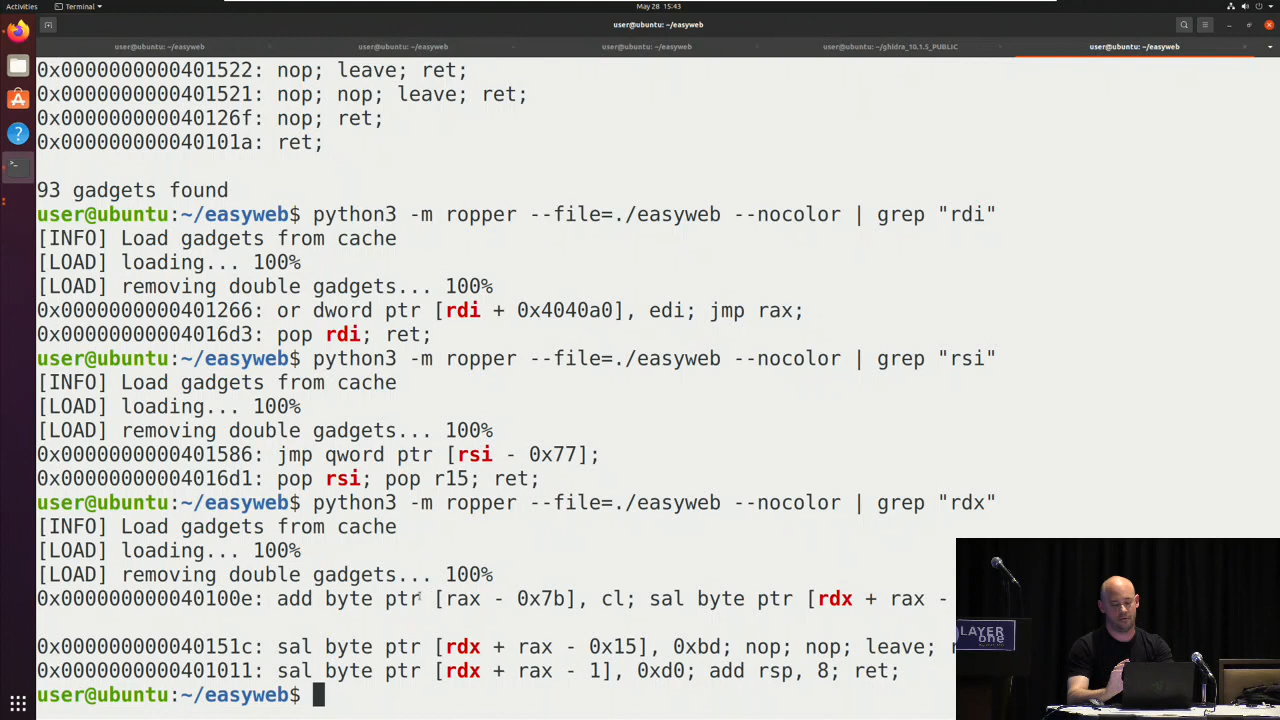 Activities
Terminal
May 28 15:43
user@ubuntu: ~/easyweb
user@ubuntu: ~/easyweb
user@ubuntu: ~/easyweb
user@ubuntu: ~/easyweb
user@ubuntu: ~/ghidra_10.1.5_PUBLIC
user@ubuntu: ~/easyweb
0x0000000000401522: nop; leave; ret;
0x0000000000401521: nop; nop; leave; ret;
0x000000000040126f: nop; ret;
0x000000000040101a: ret;
93 gadgets found
user@ubuntu:~/easyweb$ python3 -m ropper --file=./easyweb --nocolor | grep "rdi"
[INFO] Load gadgets from cache
[LOAD] loading... 100%
[LOAD] removing double gadgets... 100%
0x0000000000401266: or dword ptr [rdi + 0x4040a0], edi; jmp rax;
0x00000000004016d3: pop rdi; ret;
user@ubuntu:~/easyweb$ python3 -m ropper --file=./easyweb --nocolor | grep "rsi"
[INFO] Load gadgets from cache
[LOAD] loading... 100%
[LOAD] removing double gadgets... 100%
0x0000000000401586: jmp qword ptr [rsi - 0x77];
0x00000000004016d1: pop rsi; pop r15; ret;
user@ubuntu:~/easyweb$ python3 -m ropper --file=./easyweb --nocolor | grep "rdx"
[INFO] Load gadgets from cache
[LOAD] loading... 100%
[LOAD] removing double gadgets... 100%
0x000000000040100e: add byte ptr [rax - 0x7b], cl; sal byte ptr [rdx + rax -
0x000000000040151c: sal byte ptr [rdx + rax - 0x15], 0xbd; nop; nop; leave;
0x0000000000401011: sal byte ptr [rdx + rax - 1], 0xd0; add rsp, 8; ret;
user@ubuntu:~/easyweb$
LAYER
one